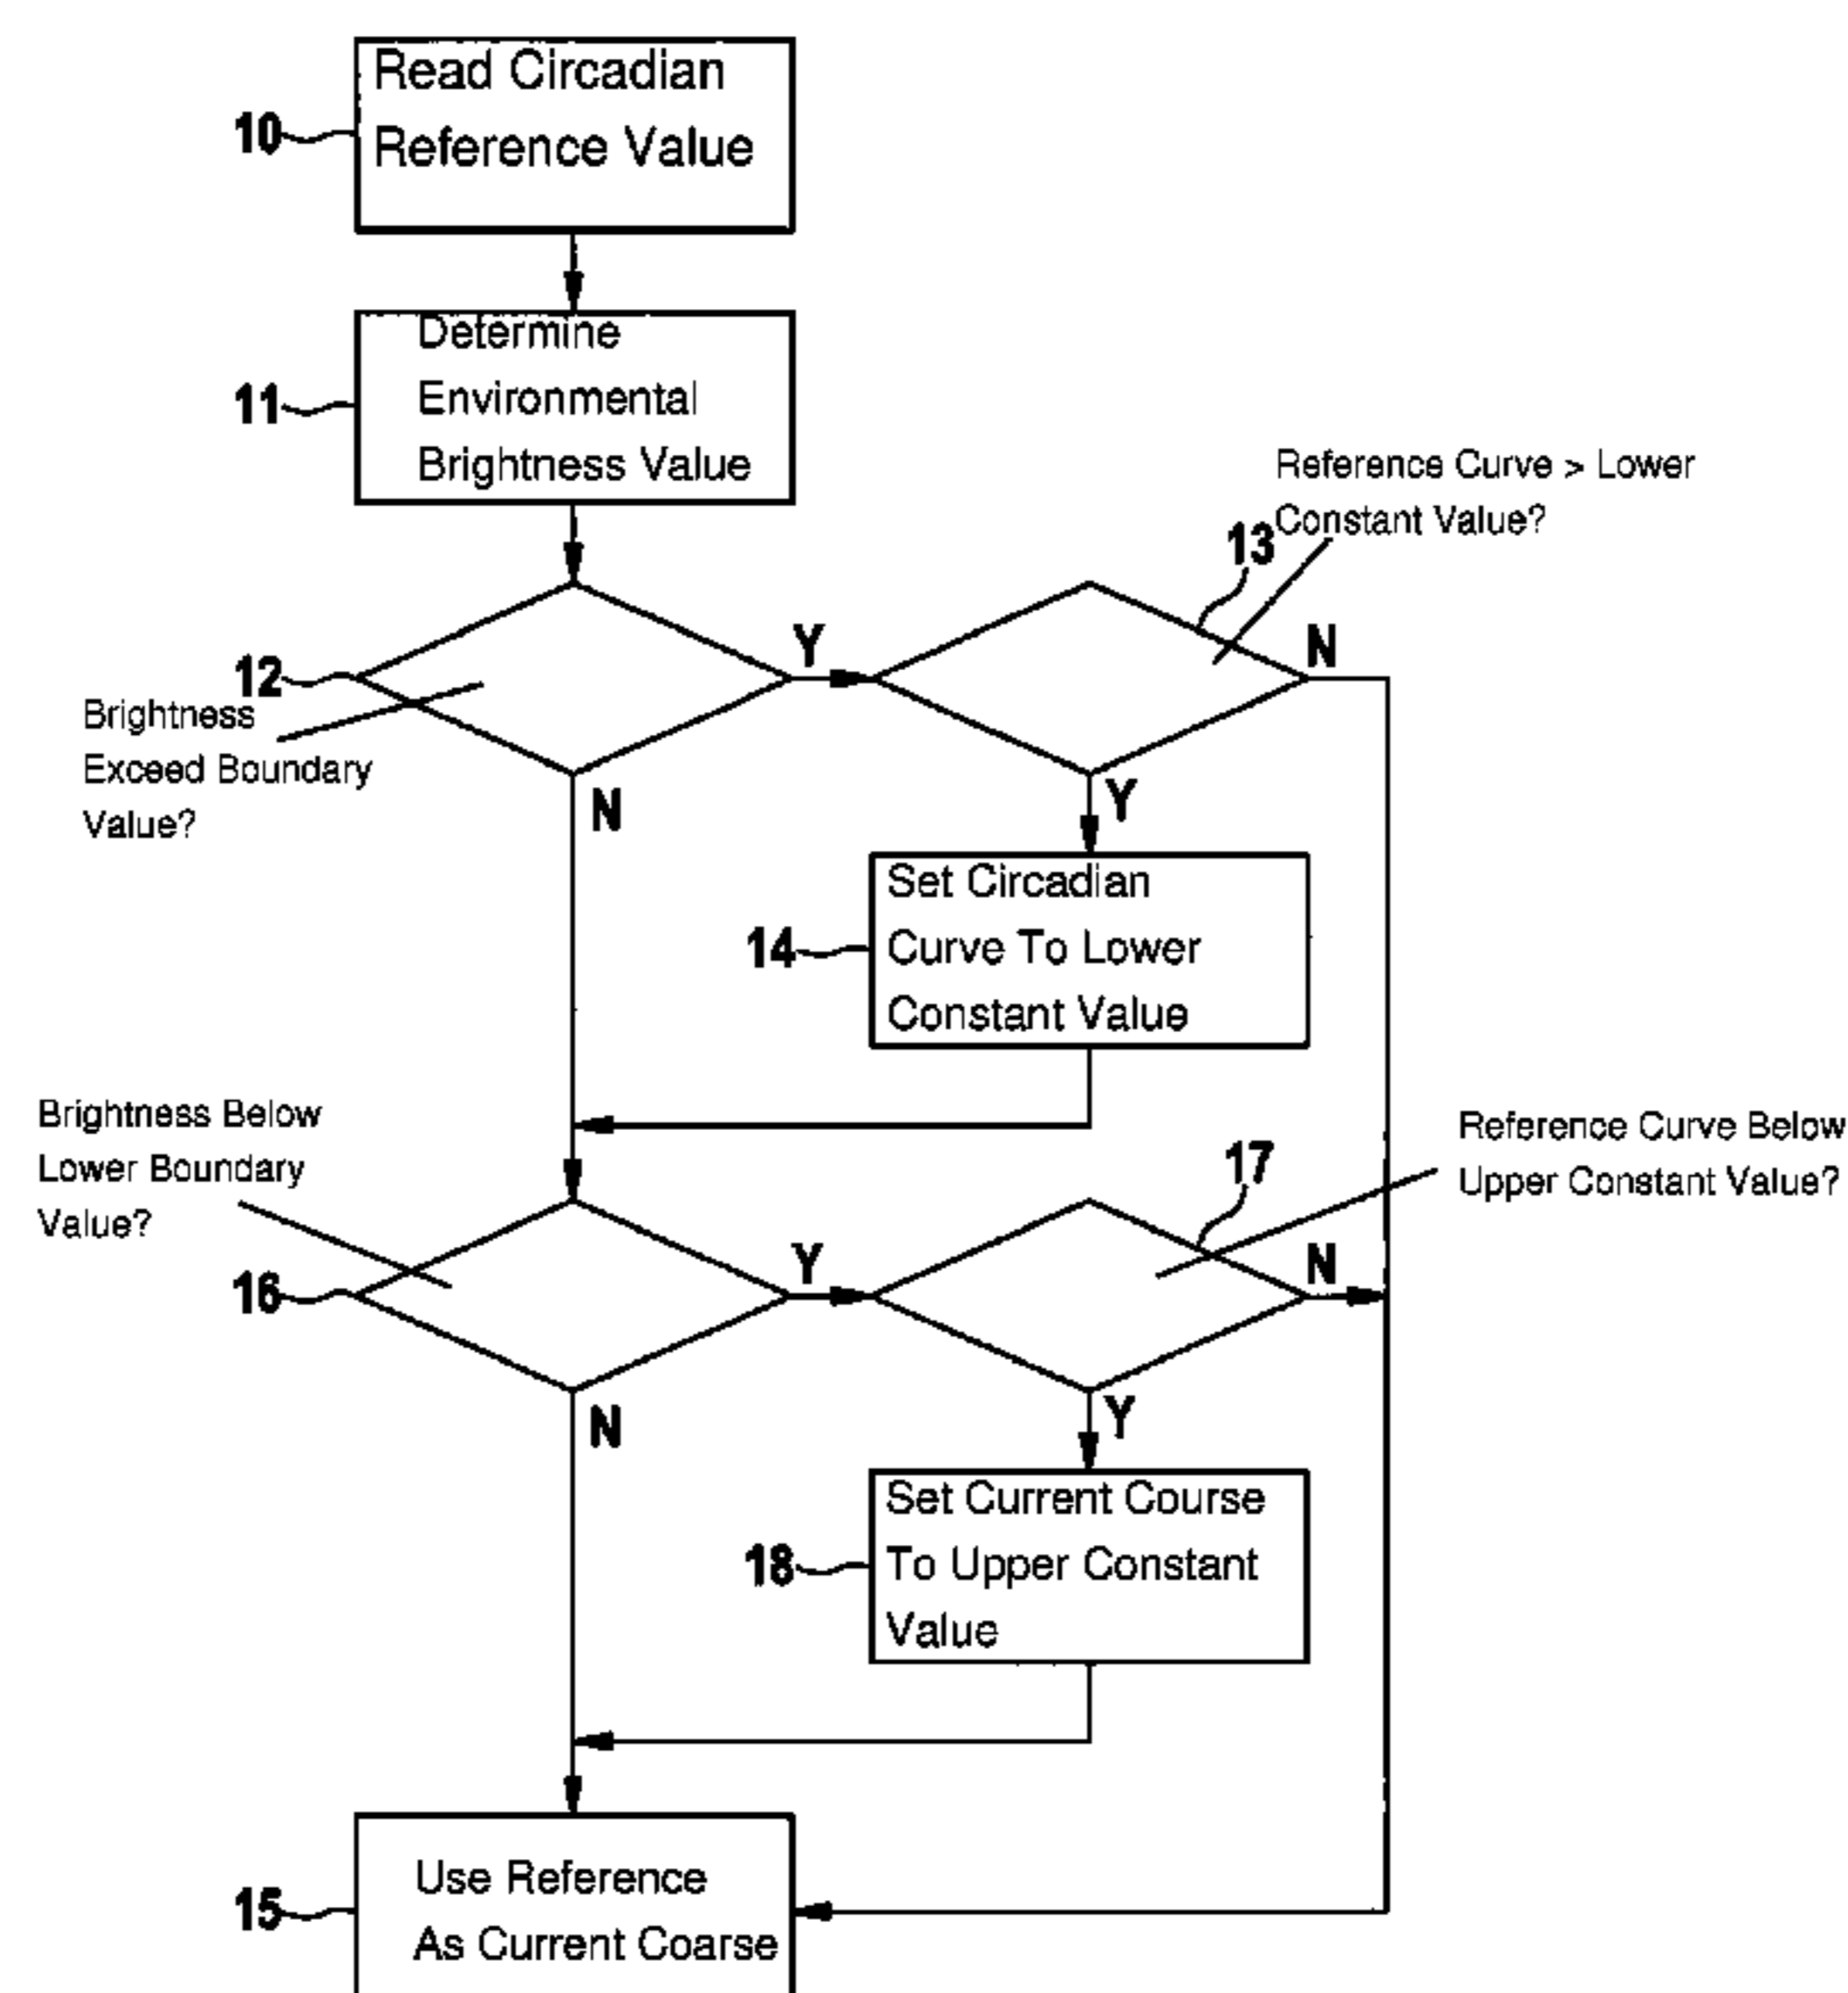 Read Circadian
Reference Value
10
Determine
Environmental
Brightness Value
11
Reference Curve > Lower
Constant Value?
13
12
Y
N
Brightness
Exceed Boundary
Value?
N
Y
Set Circadian
Curve To Lower
Constant Value
14
Brightness Below
Lower Boundary
Value?
Reference Curve Below
Upper Constant Value?
17
16
Y
N
N
Y
Set Current Course
To Upper Constant
Value
18
Use Reference
As Current Coarse
15